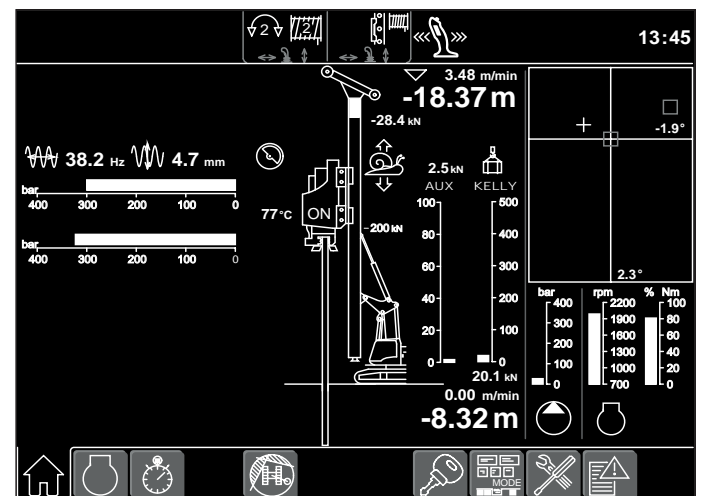 2 2
13:45
3.48 m/min
-18.37 m
-28.4 kN
-1.9°
38.2 Hz 4.7 mm
2.5 kN
AUX KELLY
bar
400 300 200 100 0
77°C
ON
-200 kN
bar
400 300 200 100 0
100 500
80 400
60 300
40 200
20 100
0 0
20.1 kN
0.00 m/min
-8.32 m
2.3°
bar rpm % Nm
400 2200 100
300 1900 80
200 1600 60
100 1300 40
0 1000 20
700 0
MODE